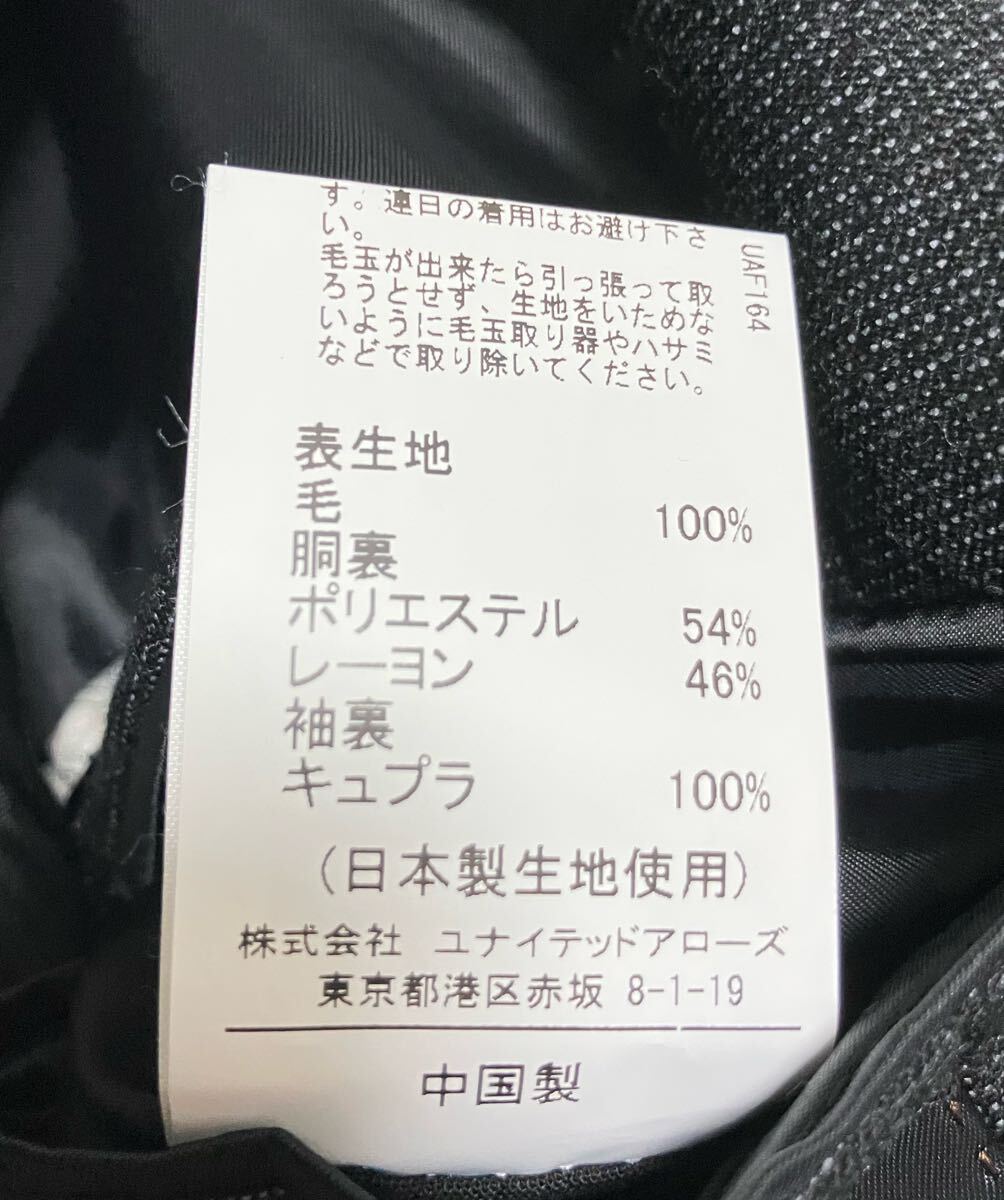 す。連日の着用はお避け下さ
い。
毛玉が出来たら引っ張って取
ろうとせず、生地をいためな
いように毛玉取り器やハサミ
などで取り除いてください。
UAF164
表生地
毛 100%
胴裏
ポリエステル 54%
レーヨン 46%
袖裏
キュプラ 100%
(日本製生地使用)
株式会社 ユナイテッドアローズ
東京都港区赤坂 8-1-19
中国製